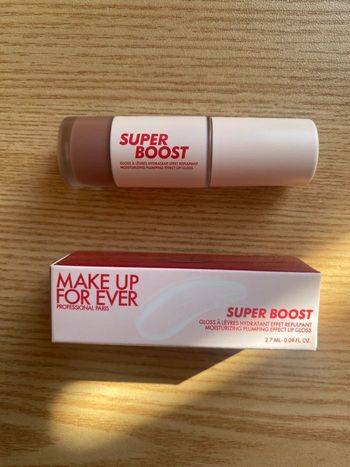 SUPER
BOOST
GLOSS À LÈVRES HYDRATANT EFFET REPULPANT
MOISTURIZING PLUMPING EFFECT LIP GLOSS
MAKE UP
FOR EVER
PROFESSIONAL PARIS
SUPER BOOST
GLOSS À LÈVRES HYDRATANT EFFET REPULPANT
MOISTURIZING PLUMPING EFFECT LIP GLOSS
2.7 ML - 0.09 FL. OZ.